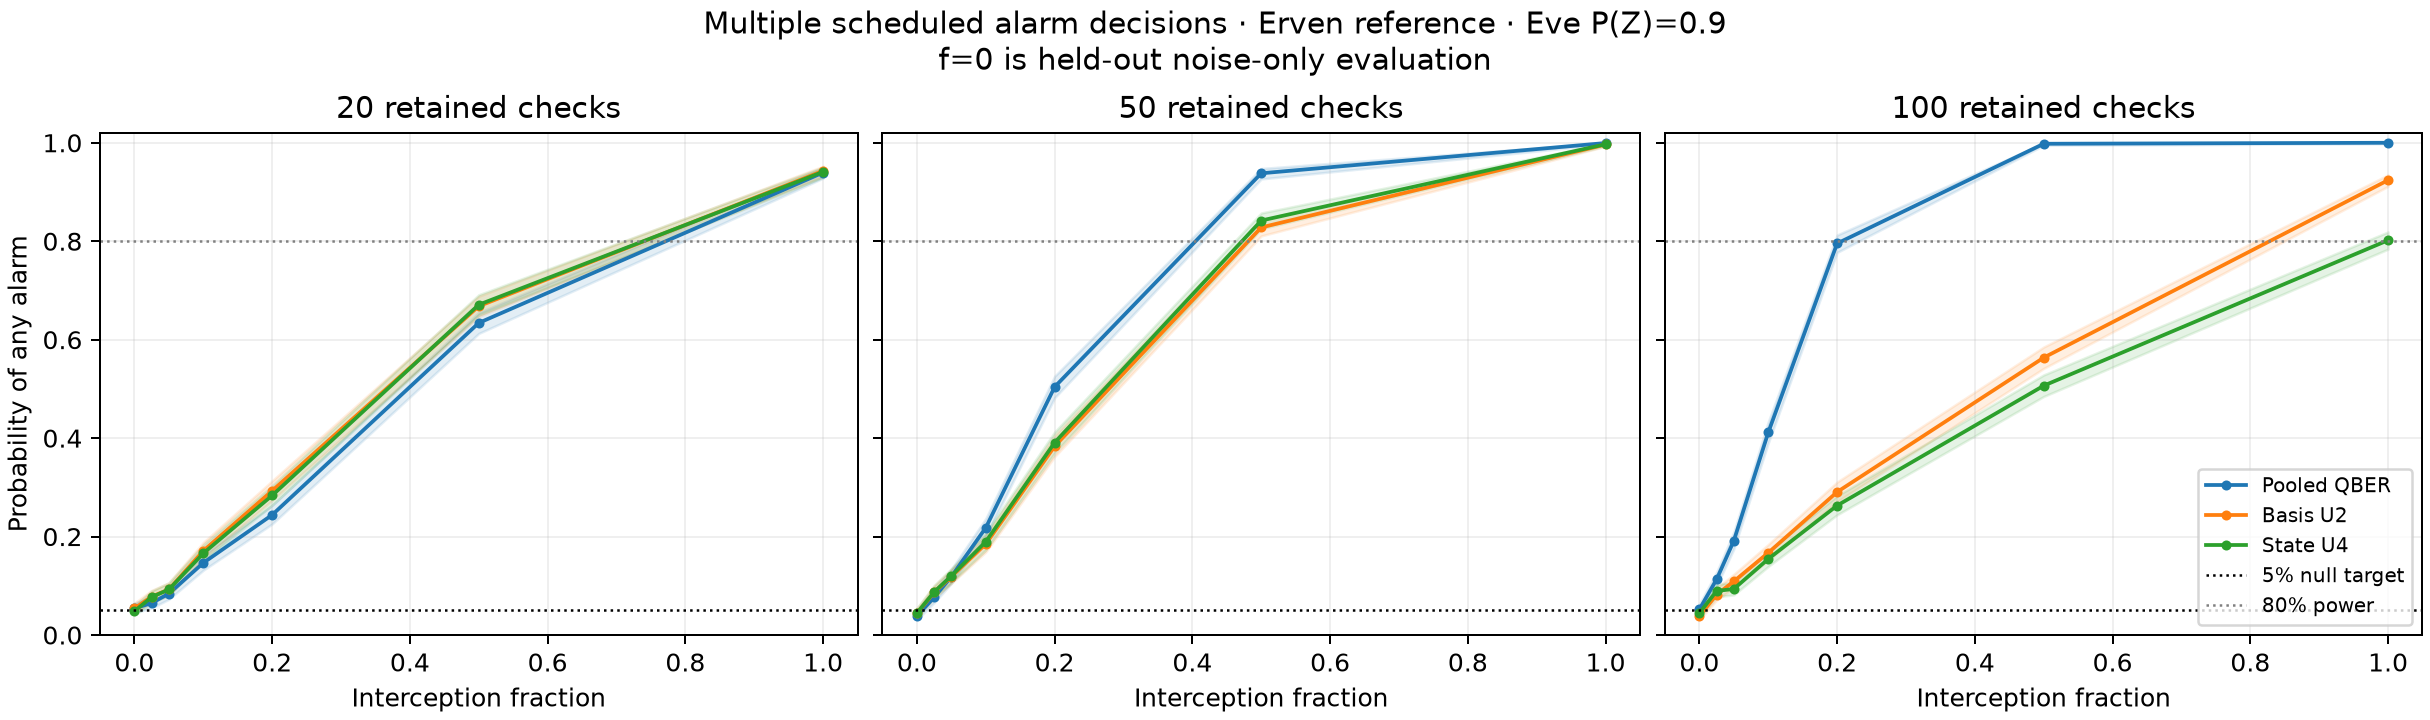 Multiple scheduled alarm decisions · Erven reference · Eve P(Z)=0.9
f=0 is held-out noise-only evaluation
20 retained checks
50 retained checks
100 retained checks
Probability of any alarm
1.0
0.8
0.6
0.4
0.2
0.0
0.0 0.2 0.4 0.6 0.8 1.0
0.0 0.2 0.4 0.6 0.8 1.0
0.0 0.2 0.4 0.6 0.8 1.0
Interception fraction
Interception fraction
Interception fraction
Pooled QBER
Basis U2
State U4
5% null target
80% power